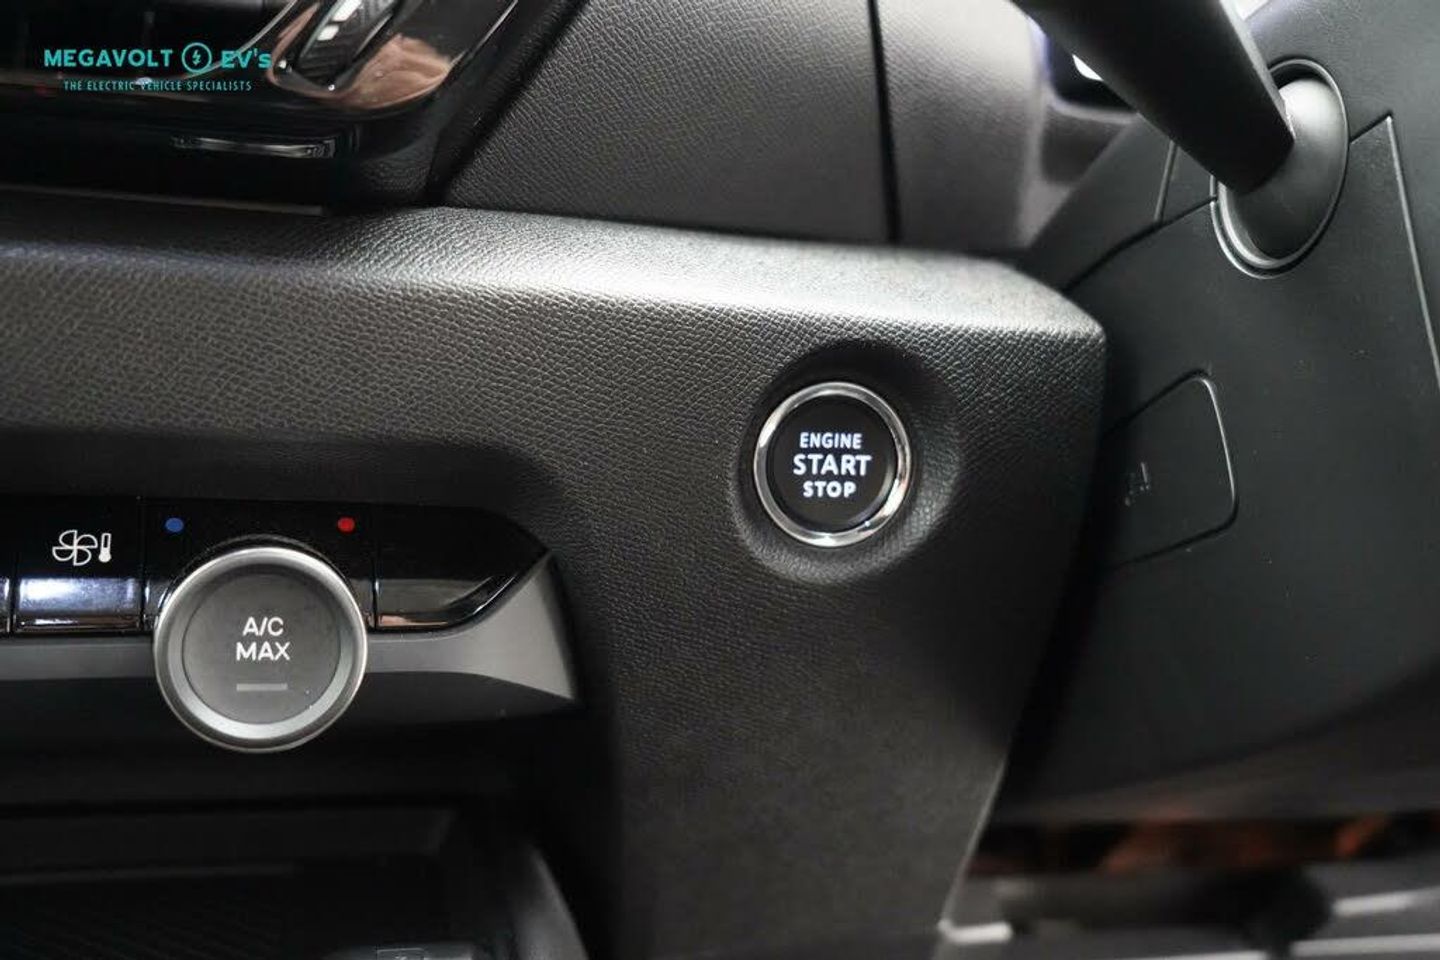 MEGAVOLT EV's
THE ELECTRIC VEHICLE SPECIALISTS
ENGINE
START
STOP
A/C
MAX